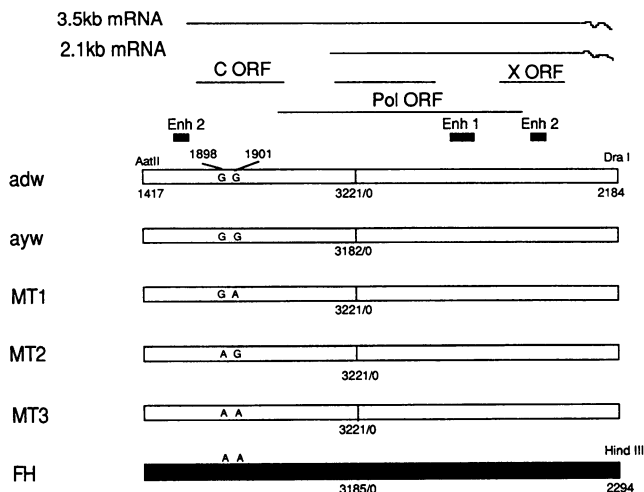 3.5kb mRNA
2.1kb mRNA
C ORF
X ORF
Pol ORF
Enh 2
Enh 1
Enh 2
1898
1901
AatII
Dra I
adw
G G
1417
3221/0
2184
ayw
G G
3182/0
MT1
G A
3221/0
MT2
A G
3221/0
MT3
A A
3221/0
A A
Hind III
FH
3185/0
2294